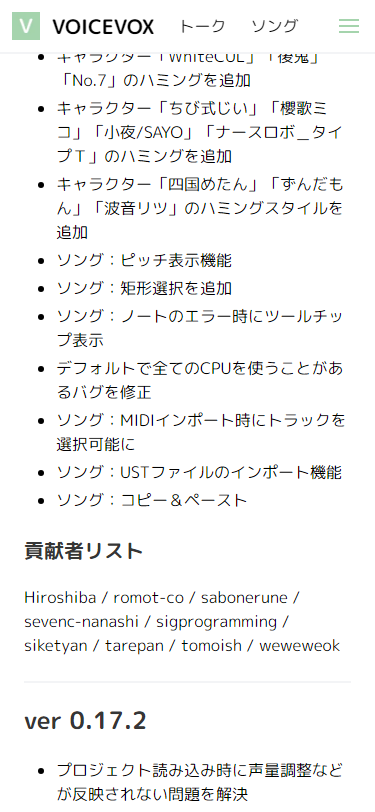 V VOICEVOX トーク ソング
キャラクター「WhiteCUL」「後鬼」
「No.7」のハミングを追加
キャラクター「ちび式じい」「櫻歌ミ
コ」「小夜/SAYO」「ナースロボ＿タイ
プＴ」のハミングを追加
キャラクター「四国めたん」「ずんだも
ん」「波音リツ」のハミングスタイルを
追加
ソング：ピッチ表示機能
ソング：矩形選択を追加
ソング：ノートのエラー時にツールチッ
プ表示
デフォルトで全てのCPUを使うことがあ
るバグを修正
ソング：MIDIインポート時にトラックを
選択可能に
ソング：USTファイルのインポート機能
ソング：コピー＆ペースト
貢献者リスト
Hiroshiba / romot-co / sabonerune /
sevenc-nanashi / sigprogramming /
siketyan / tarepan / tomoish / weweweok
ver 0.17.2
プロジェクト読み込み時に声量調整など
が反映されない問題を解決